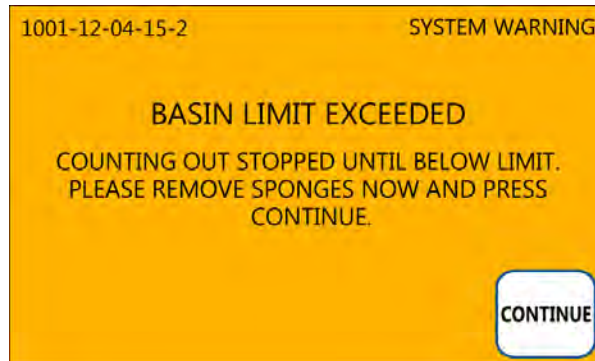 1001-12-04-15-2 SYSTEM WARNING
BASIN LIMIT EXCEEDED
COUNTING OUT STOPPED UNTIL BELOW LIMIT.
PLEASE REMOVE SPONGES NOW AND PRESS
CONTINUE.
CONTINUE